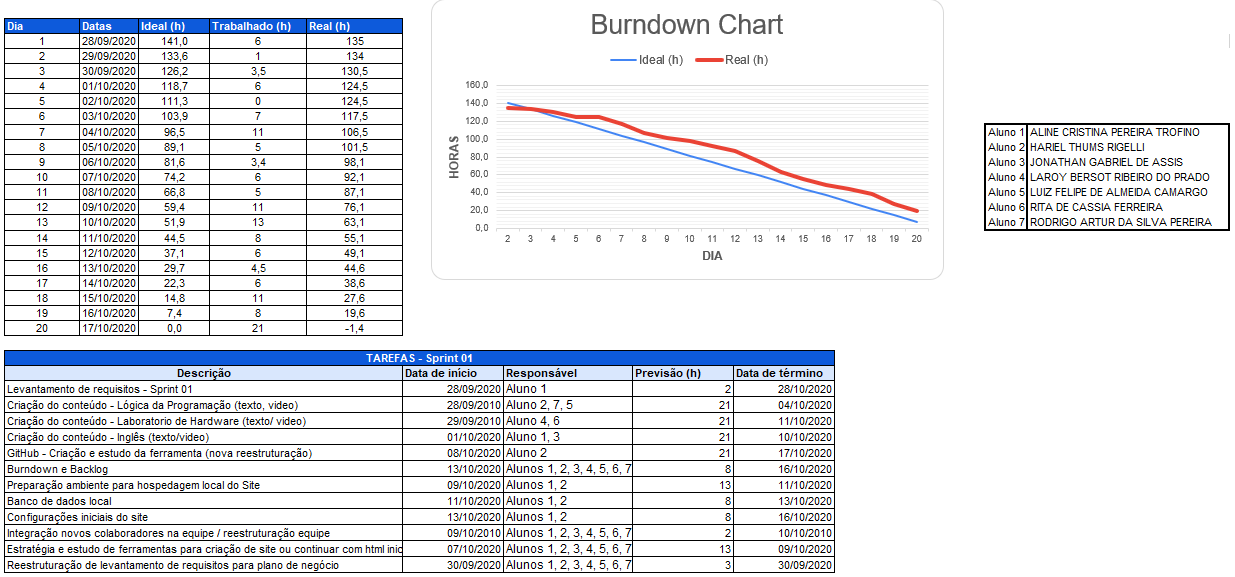 Dia Datas Ideal (h) Trabalhado (h) Real (h)
1 28/09/2020 141,0 6 135
2 29/09/2020 133,6 1 134
3 30/09/2020 126,2 3,5 130,5
4 01/10/2020 118,7 6 124,5
5 02/10/2020 111,3 0 124,5
6 03/10/2020 103,9 7 117,5
7 04/10/2020 96,5 11 106,5
8 05/10/2020 89,1 5 101,5
9 06/10/2020 81,6 3,4 98,1
10 07/10/2020 74,2 6 92,1
11 08/10/2020 66,8 5 87,1
12 09/10/2020 59,4 11 76,1
13 10/10/2020 51,9 13 63,1
14 11/10/2020 44,5 8 55,1
15 12/10/2020 37,1 6 49,1
16 13/10/2020 29,7 4,5 44,6
17 14/10/2020 22,3 6 38,6
18 15/10/2020 14,8 11 27,6
19 16/10/2020 7,4 8 19,6
20 17/10/2020 0,0 21 -1,4
Burndown Chart
Ideal (h) Real (h)
HORAS
160,0
140,0
120,0
100,0
80,0
60,0
40,0
20,0
0,0
2 3 4 5 6 7 8 9 10 11 12 13 14 15 16 17 18 19 20
DIA
Aluno 1 ALINE CRISTINA PEREIRA TROFINO
Aluno 2 HARIEL THUMS RIGELLI
Aluno 3 JONATHAN GABRIEL DE ASSIS
Aluno 4 LAROY BERSOT RIBEIRO DO PRADO
Aluno 5 LUIZ FELIPE DE ALMEIDA CAMARGO
Aluno 6 RITA DE CASSIA FERREIRA
Aluno 7 RODRIGO ARTUR DA SILVA PEREIRA
TAREFAS - Sprint 01
Descrição Data de início Responsável Previsão (h) Data de término
Levantamento de requisitos - Sprint 01 28/09/2020 Aluno 1 2 28/10/2020
Criação do conteúdo - Lógica da Programação (texto, video) 28/09/2010 Aluno 2, 7, 5 21 04/10/2020
Criação do conteúdo - Laboratorio de Hardware (texto/ video) 29/09/2010 Aluno 4, 6 21 11/10/2020
Criação do conteúdo - Inglês (texto/video) 01/10/2020 Aluno 1, 3 21 10/10/2020
GitHub - Criação e estudo da ferramenta (nova reestruturação) 08/10/2020 Aluno 2 21 17/10/2020
Burndown e Backlog 13/10/2020 Alunos 1, 2, 3, 4, 5, 6, 7 8 16/10/2020
Preparação ambiente para hospedagem local do Site 09/10/2020 Alunos 1, 2 13 11/10/2020
Banco de dados local 11/10/2020 Alunos 1, 2 8 13/10/2020
Configurações iniciais do site 13/10/2020 Alunos 1, 2 8 16/10/2020
Integração novos colaboradores na equipe / reestruturação equipe 09/10/2010 Alunos 1, 2, 3, 4, 5, 6, 7 2 10/10/2010
Estratégia e estudo de ferramentas para criação de site ou continuar com html inic 07/10/2020 Alunos 1, 2, 3, 4, 5, 6, 7 13 09/10/2020
Reestruturação de levantamento de requisitos para plano de negócio 30/09/2020 Alunos 1, 2, 3, 4, 5, 6, 7 3 30/09/2020